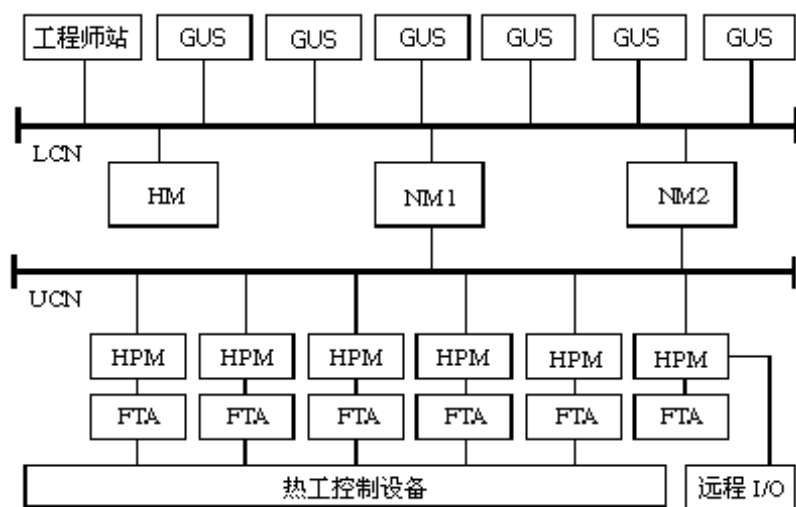 工程师站 GUS GUS GUS GUS GUS GUS
LCN
HM NM1 NM2
UCN
HPM HPM HPM HPM HPM HPM
FTA FTA FTA FTA FTA FTA
热工控制设备 远程 I/O